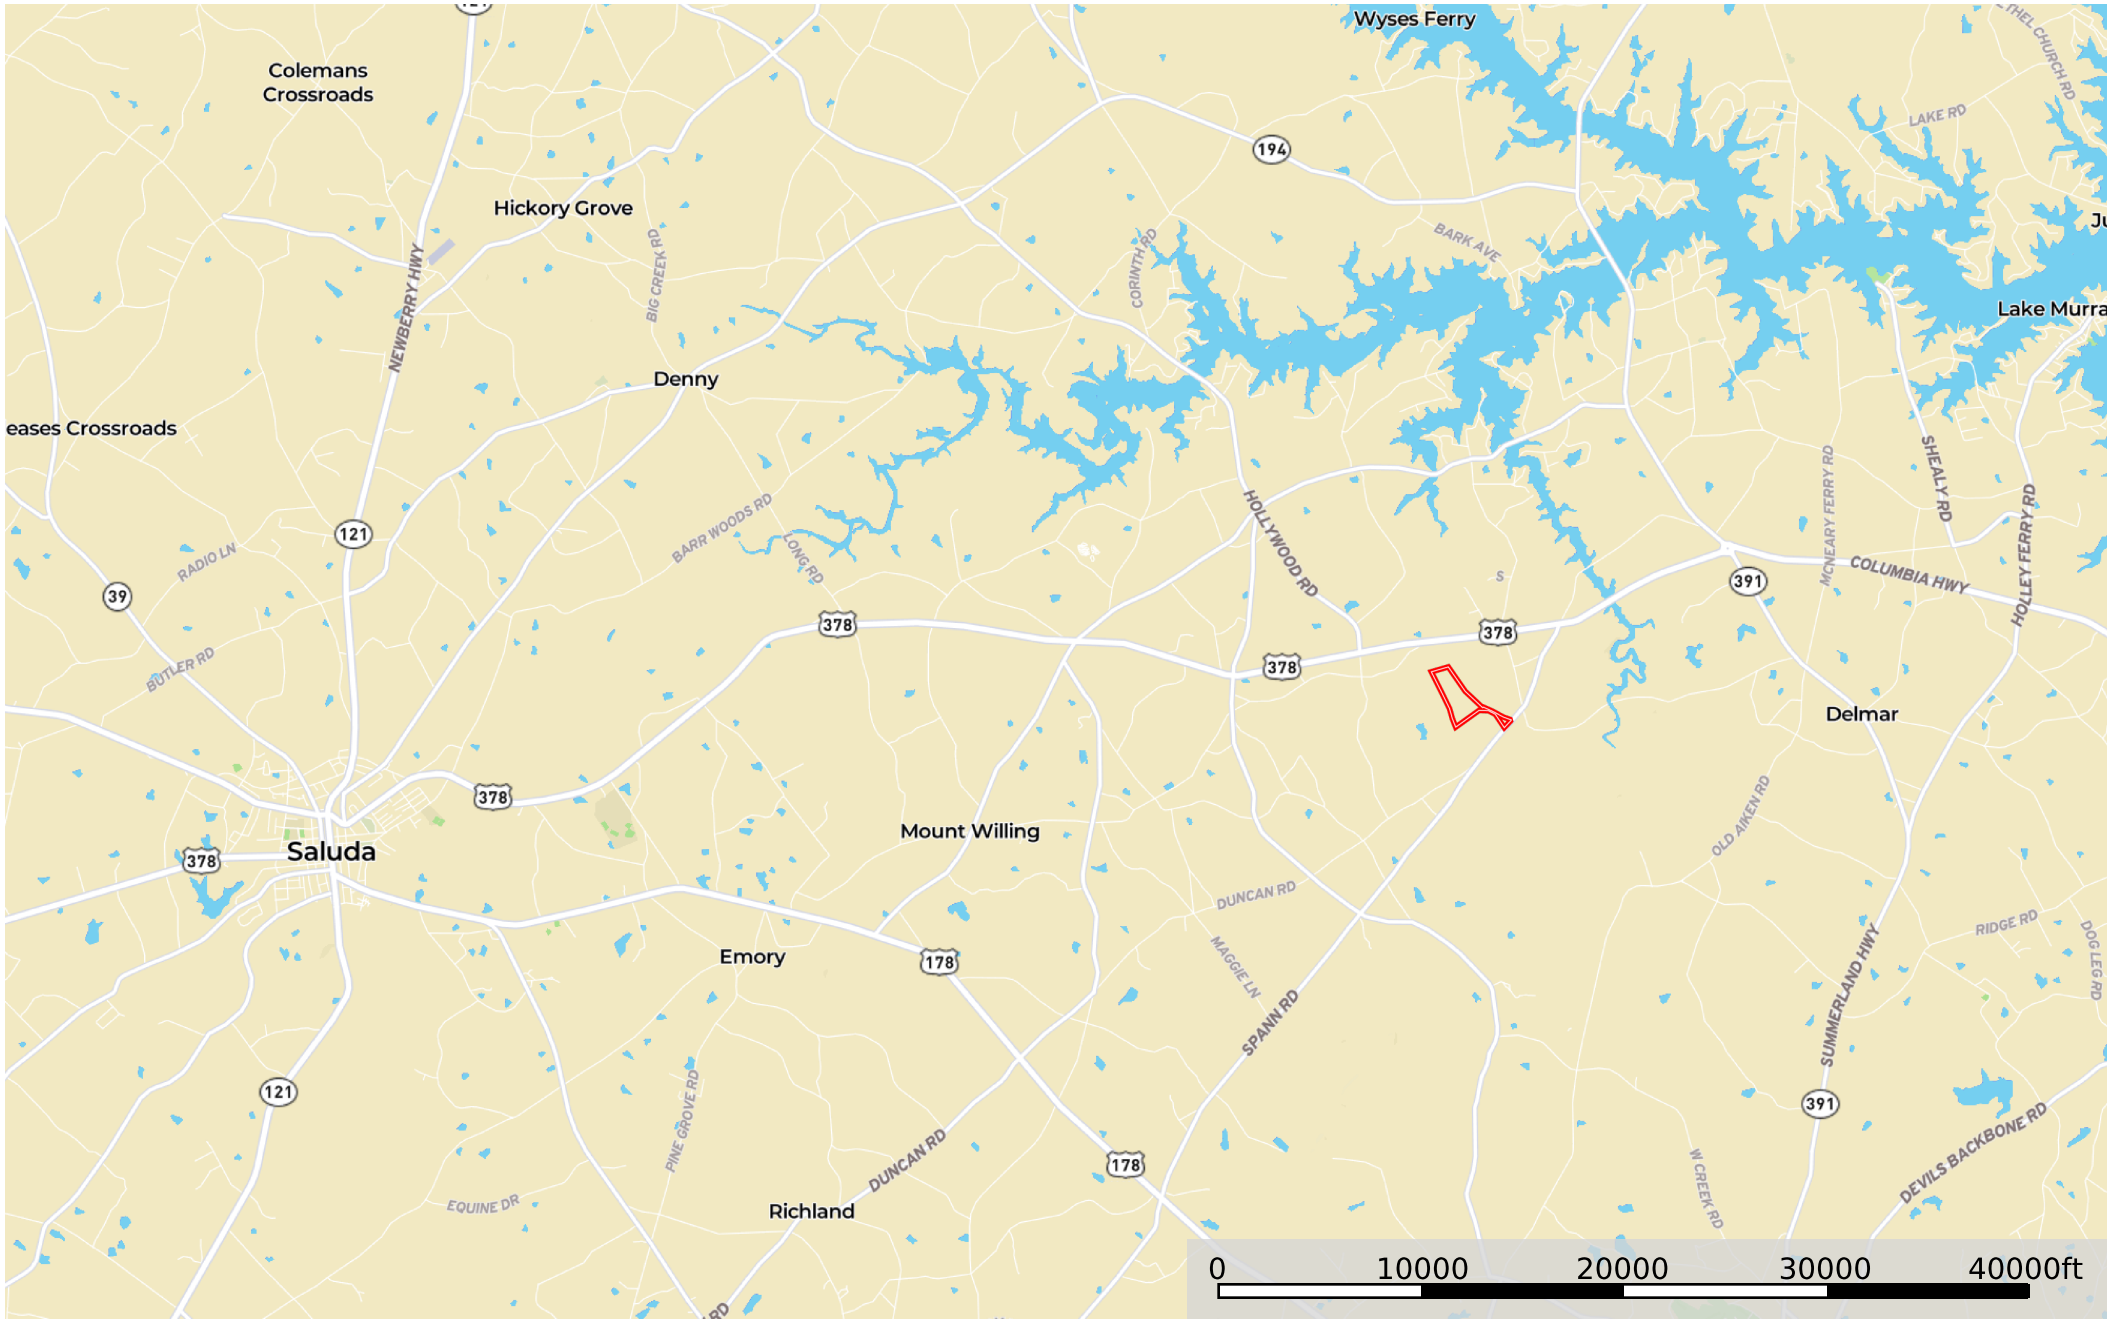 Wyses Ferry
Colemans
Crossroads
LAKE RD
194
Hickory Grove
BIG CREEK RD
CORINTH RD
BARK AVE
NEWBERRY HWY
Lake Murra
Denny
eases Crossroads
BARR WOODS RD
LONG RD
HOLLYWOOD RD
SHEALY RD
MCNEARY FERRY RD
HOLLEY FERRY RD
121
RADIO LN
39
S
COLUMBIA HWY
391
BUTLER RD
378
378
378
Delmar
378
OLD AIKEN RD
Mount Willing
Saluda
378
DUNCAN RD
RIDGE RD
DOG LEG RD
Emory
178
MAGGIE LN
SPANN RD
SUMMERLAND HWY
121
PINE GROVE RD
391
DEVILS BACKBONE RD
DUNCAN RD
178
W CREEK RD
EQUINE DR
Richland
0 10000 20000 30000 40000ft
RD